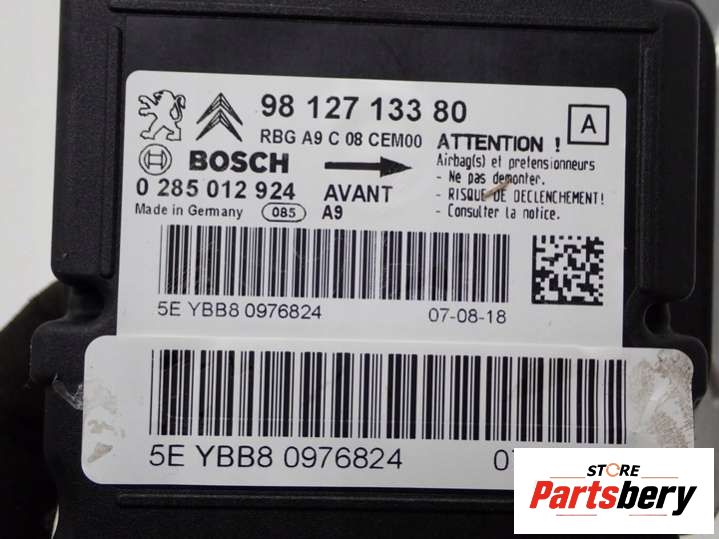 98 127 133 80
RBG A9 C 08 CEM00
A
BOSCH
0 285 012 924
Made in Germany 085
AVANT
A9
ATTENTION !
Airbag(s) et pretensionneurs
- Ne pas demonter.
- RISQUE DE DECLENCHEMENT!
- Consulter la notice.
5E YBB8 0976824 07-08-18
5E YBB8 0976824 07
STORE
Partsbery